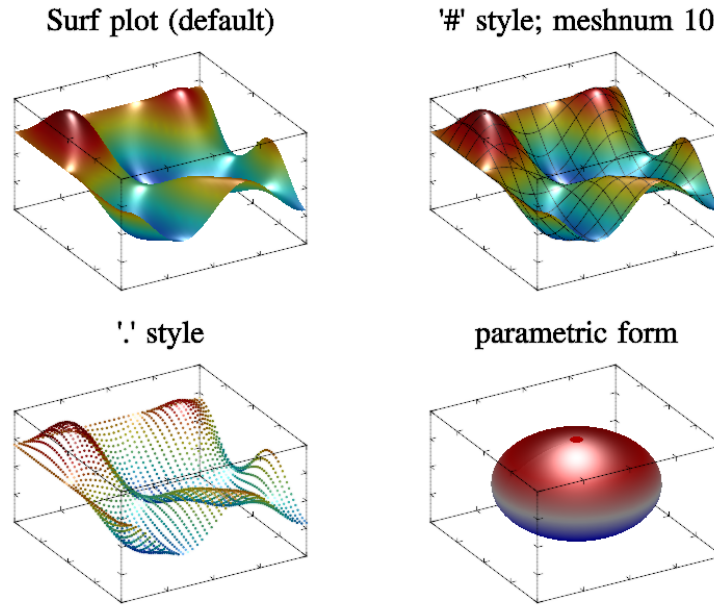 Surf plot (default)
'#' style; meshnum 10
'.' style
parametric form